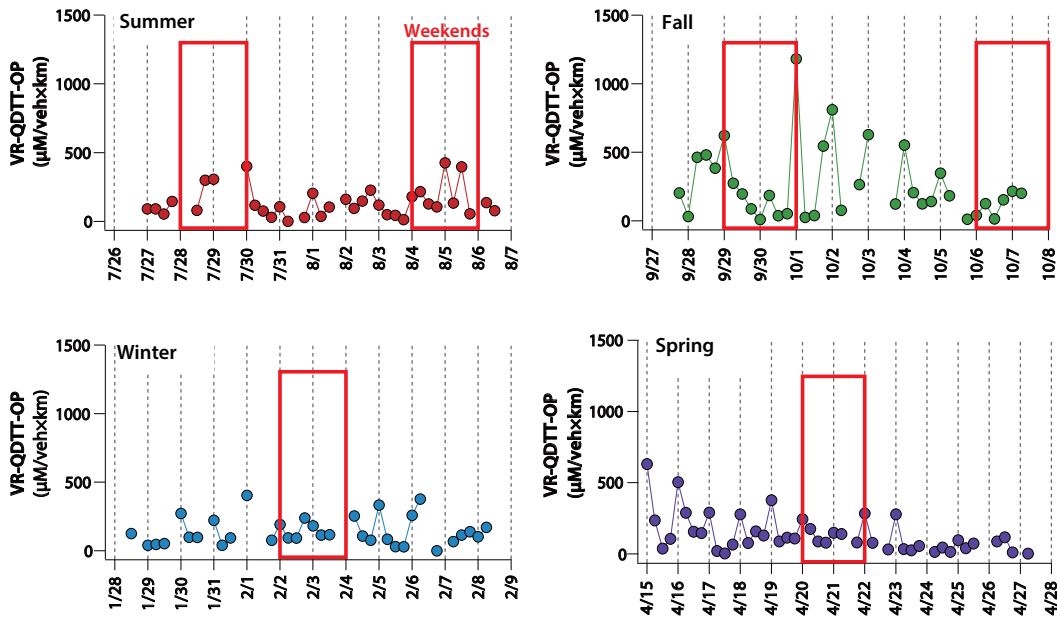 Summer
Weekends
VR-QDTT-OP
(μM/veh×km)
1500
1000
500
0
7/26 7/27 7/28 7/29 7/30 7/31 8/1 8/2 8/3 8/4 8/5 8/6 8/7
Fall
VR-QDTT-OP
(μM/veh×km)
1500
1000
500
0
9/27 9/28 9/29 9/30 10/1 10/2 10/3 10/4 10/5 10/6 10/7 10/8
Winter
VR-QDTT-OP
(μM/veh×km)
1500
1000
500
0
1/28 1/29 1/30 1/31 2/1 2/2 2/3 2/4 2/5 2/6 2/7 2/8 2/9
Spring
VR-QDTT-OP
(μM/veh×km)
1500
1000
500
0
4/15 4/16 4/17 4/18 4/19 4/20 4/21 4/22 4/23 4/24 4/25 4/26 4/27 4/28